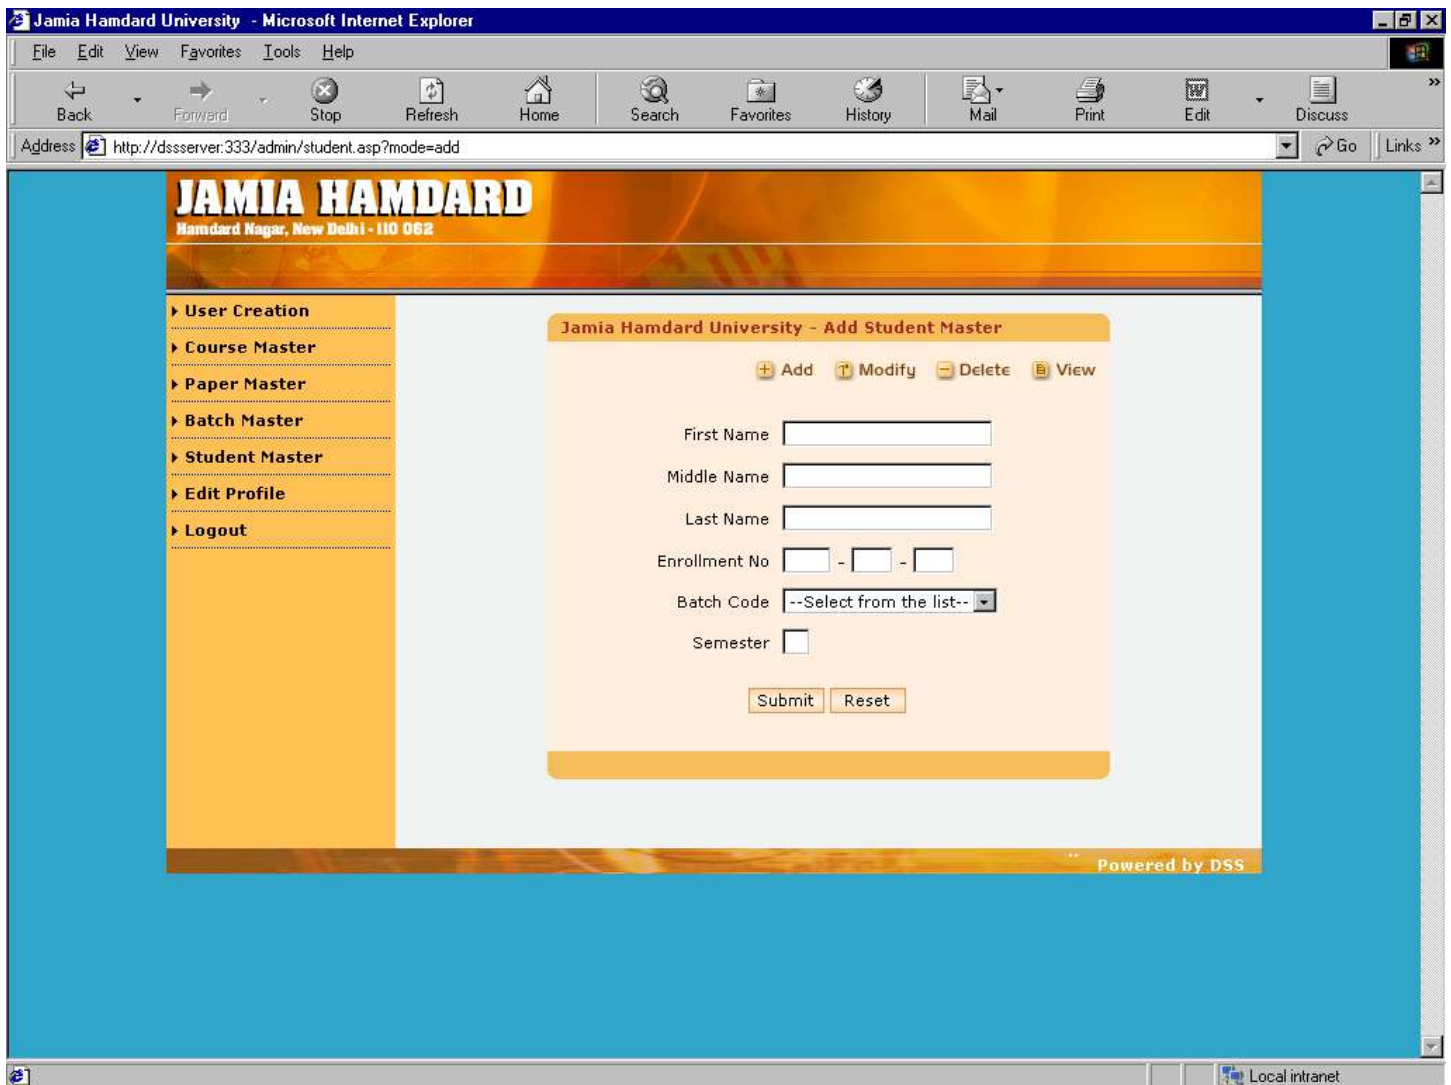 Jamia Hamdard University - Microsoft Internet Explorer
File Edit View Favorites Tools Help
Back Forward Stop Refresh Home Search Favorites History Mail Print Edit Discuss »
Address http://dssserver:333/admin/student.asp?mode=add Go Links »
JAMIA HAMDARD
Hamdard Nagar, New Delhi - 110 062
User Creation
Course Master
Paper Master
Batch Master
Student Master
Edit Profile
Logout
Jamia Hamdard University - Add Student Master
Add Modify Delete View
First Name
Middle Name
Last Name
Enrollment No - -
Batch Code --Select from the list--
Semester
Submit Reset
Powered by DSS
Local intranet